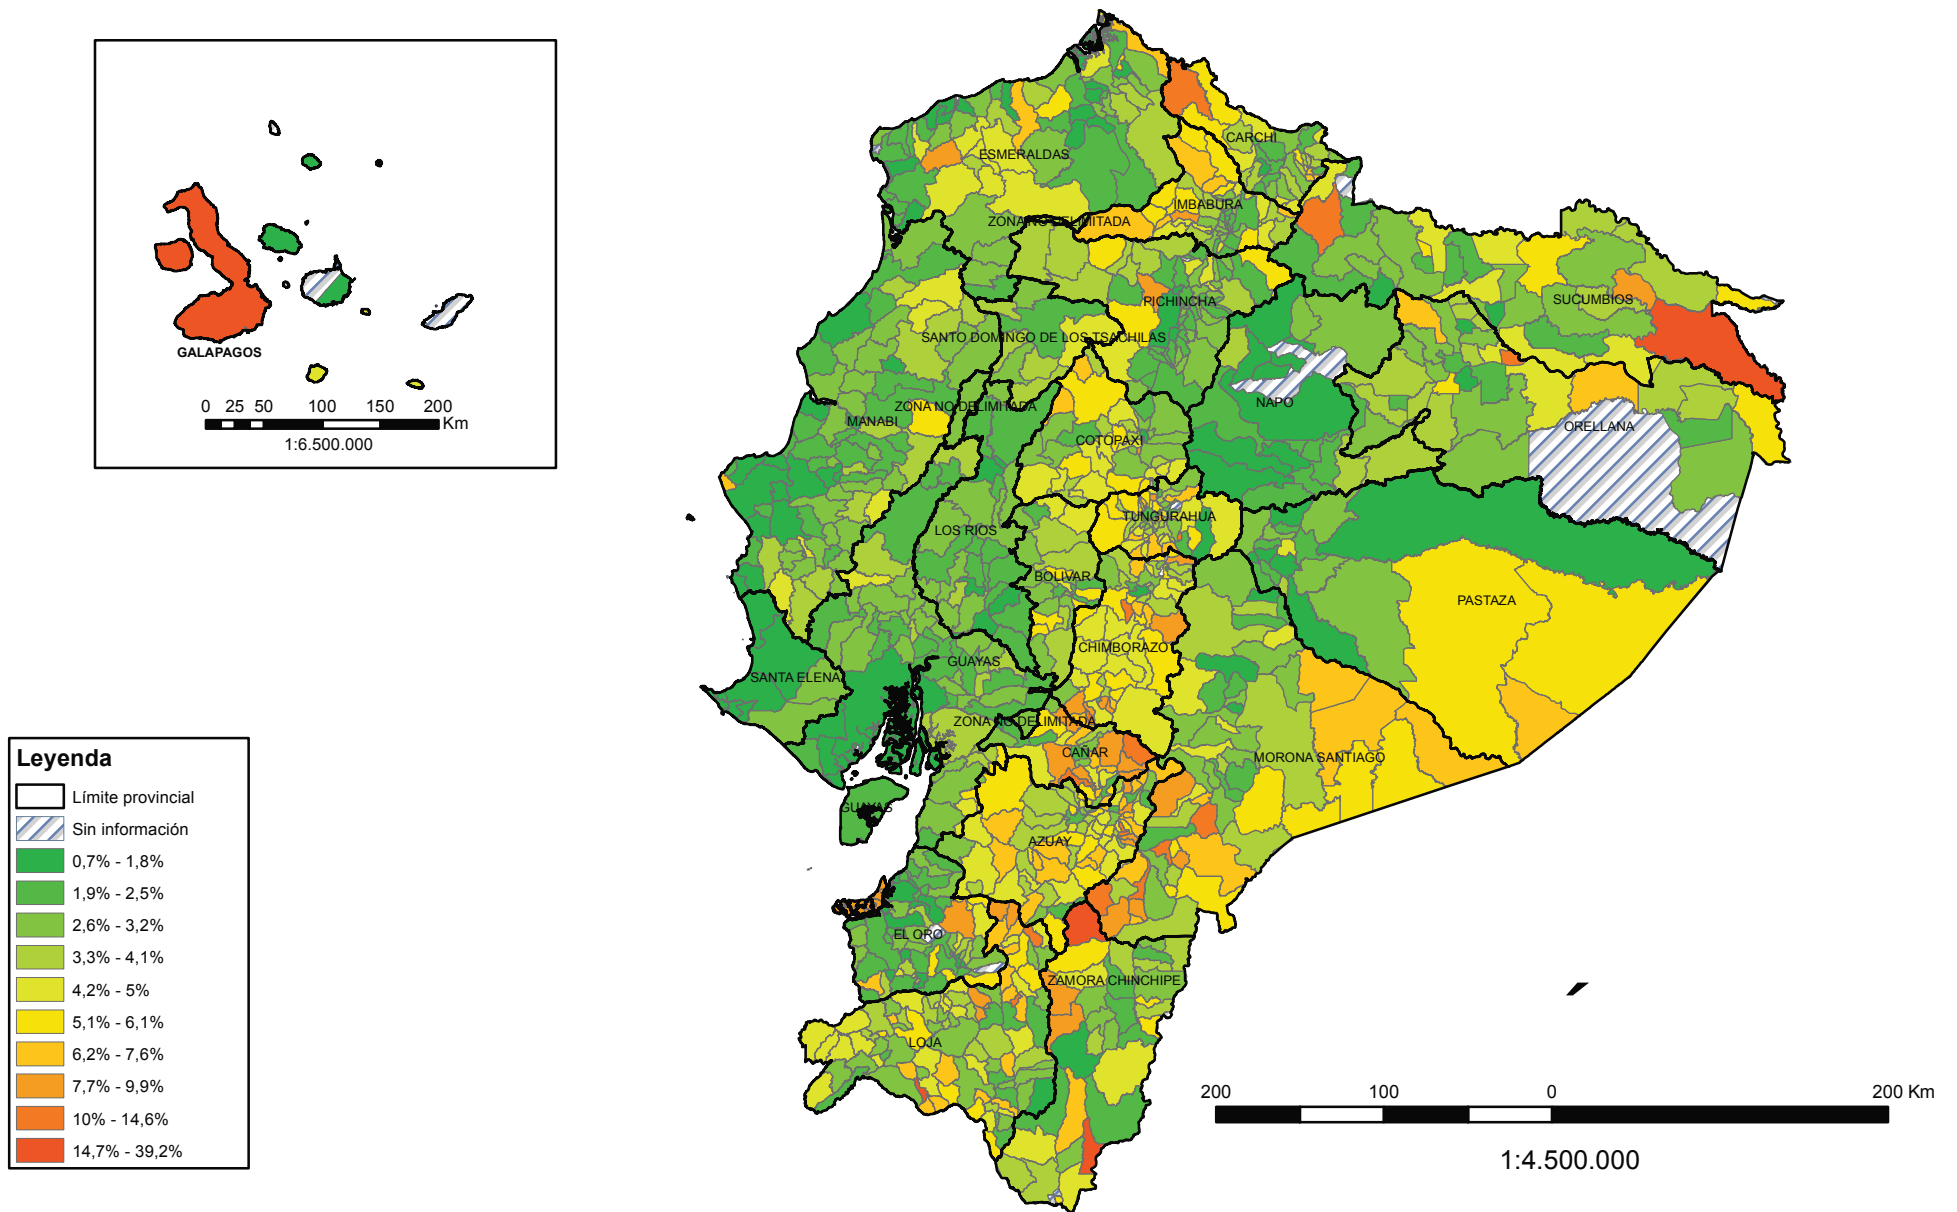 GALAPAGOS
0 25 50 100 150 200
Km
1:6.500.000
CARCHI
ESMERALDAS
IMBABURA
ZONA NO DELIMITADA
PICHINCHA
SUCUMBIOS
SANTO DOMINGO DE LOS TSACHILAS
NAPO
ZONA NO DELIMITADA
MANABI
ORELLANA
COTOPAXI
TUNGURAHUA
LOS RIOS
BOLIVAR
PASTAZA
CHIMBORAZO
GUAYAS
SANTA ELENA
ZONA NO DELIMITADA
CAÑAR
MORONA SANTIAGO
GUAYAS
AZUAY
EL ORO
ZAMORA CHINCHIPE
LOJA
Leyenda
Límite provincial
Sin información
0,7% - 1,8%
1,9% - 2,5%
2,6% - 3,2%
3,3% - 4,1%
4,2% - 5%
5,1% - 6,1%
6,2% - 7,6%
7,7% - 9,9%
10% - 14,6%
14,7% - 39,2%
200 100 0 200 Km
1:4.500.000